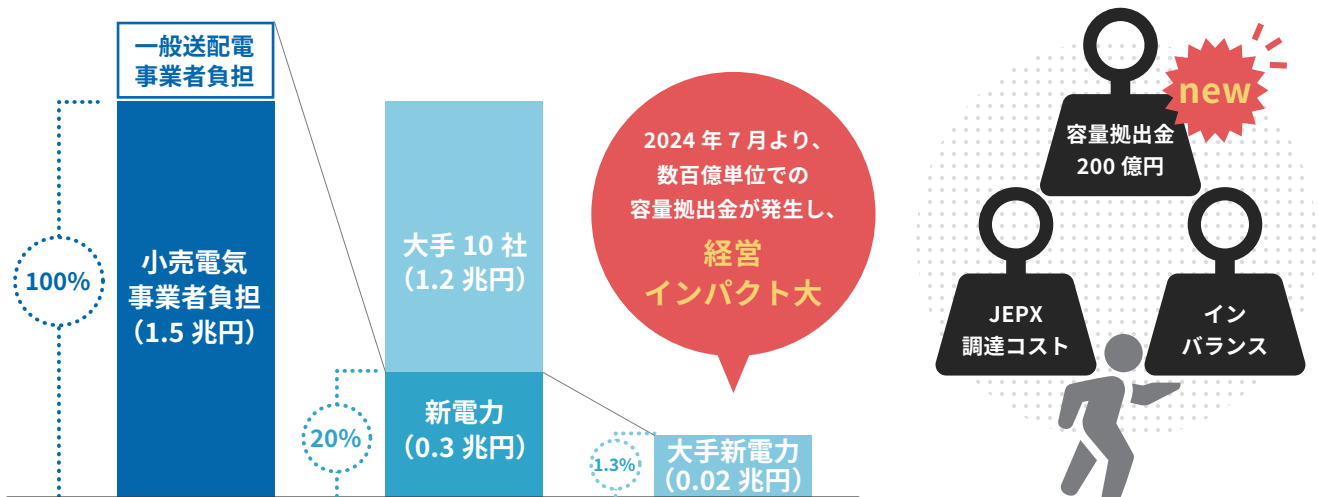 一般送配電
事業者負担
100%
小売電気
事業者負担
（1.5 兆円）
大手 10 社
（1.2 兆円）
20%
新電力
（0.3 兆円）
1.3%
大手新電力
（0.02 兆円）
2024 年 7 月より、
数百億単位での
容量拠出金が発生し、
経営
インパクト大
new
容量拠出金
200 億円
JEPX
調達コスト
イン
バランス